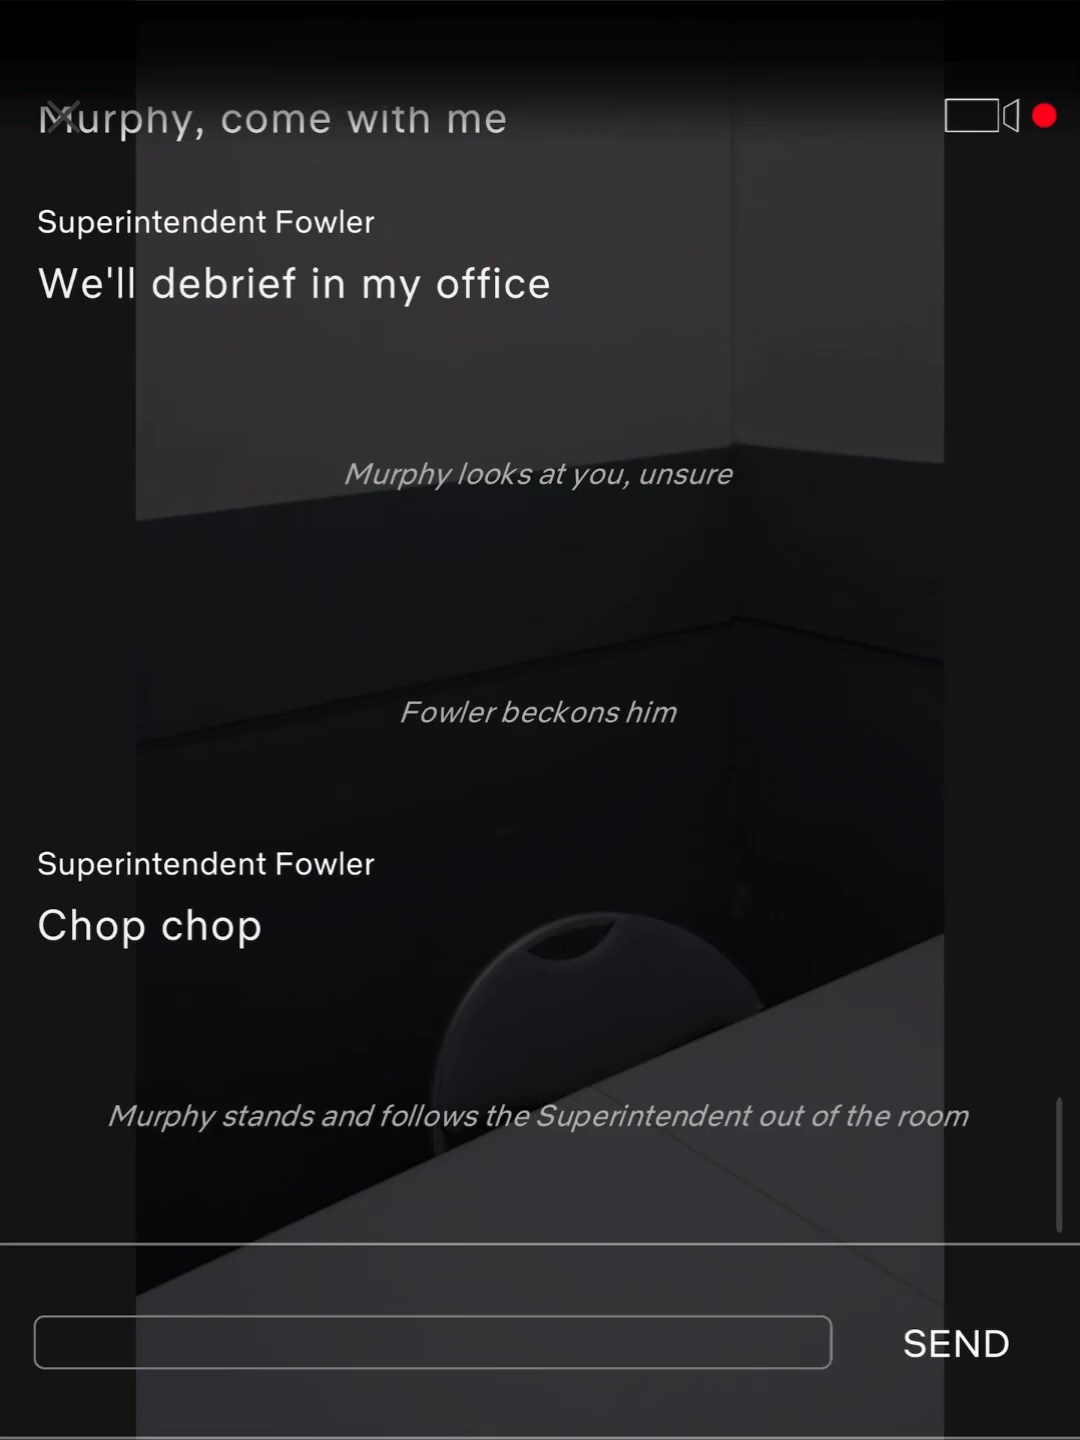 Murphy, come with me
Superintendent Fowler
We'll debrief in my office
Murphy looks at you, unsure
Fowler beckons him
Superintendent Fowler
Chop chop
Murphy stands and follows the Superintendent out of the room
SEND